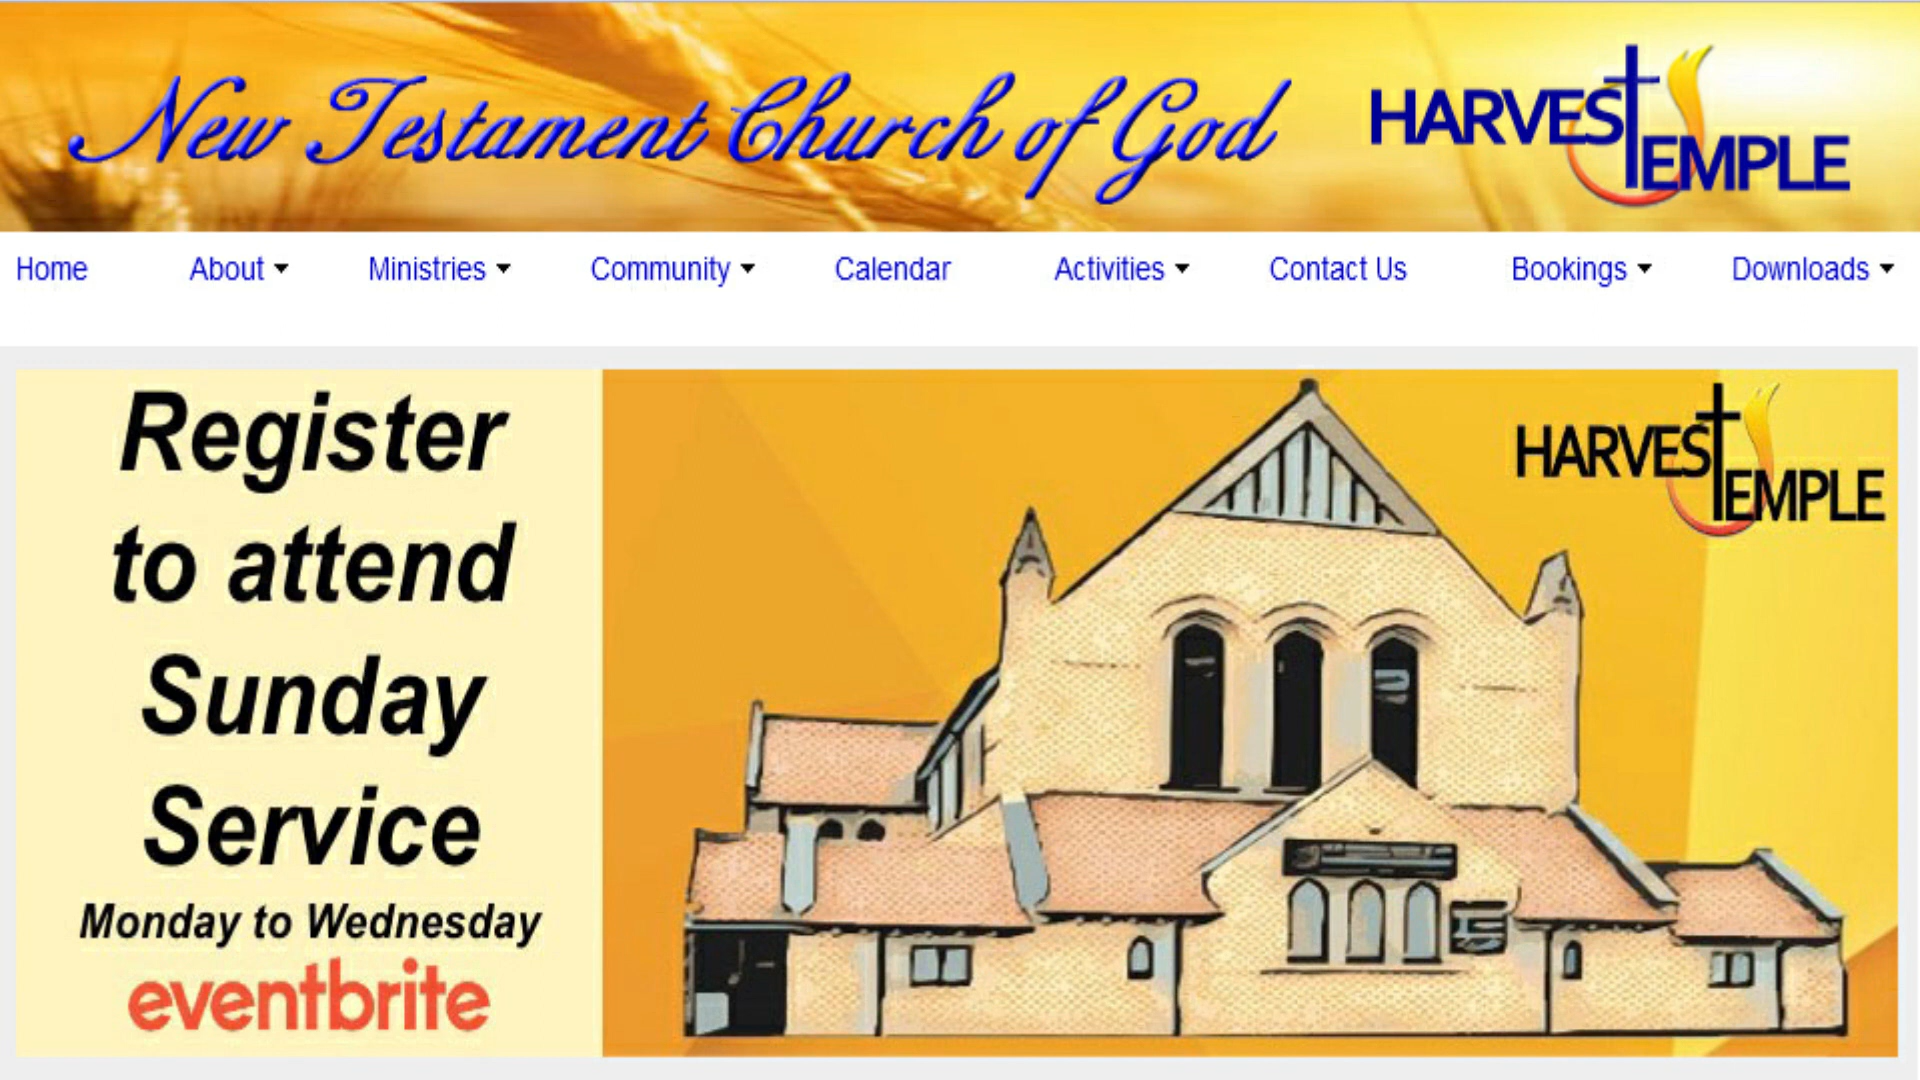 New Testament Church of God
HARVEST TEMPLE
Home About Ministries Community Calendar Activities Contact Us Bookings Downloads
Register
to attend
Sunday
Service
Monday to Wednesday
eventbrite
HARVEST TEMPLE